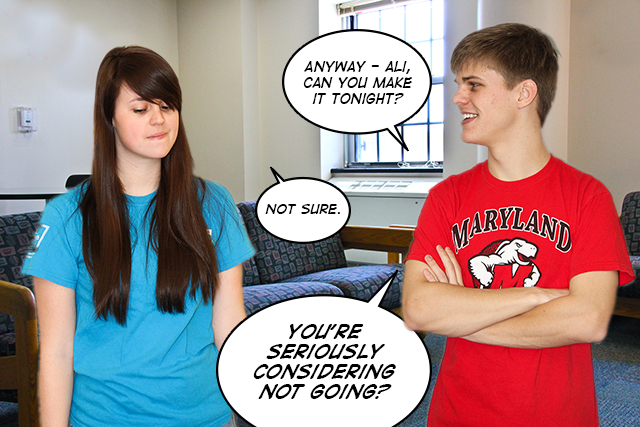 ANYWAY - ALI,
CAN YOU MAKE
IT TONIGHT?
NOT SURE.
YOU'RE
SERIOUSLY
CONSIDERING
NOT GOING?
MARYLAND
M